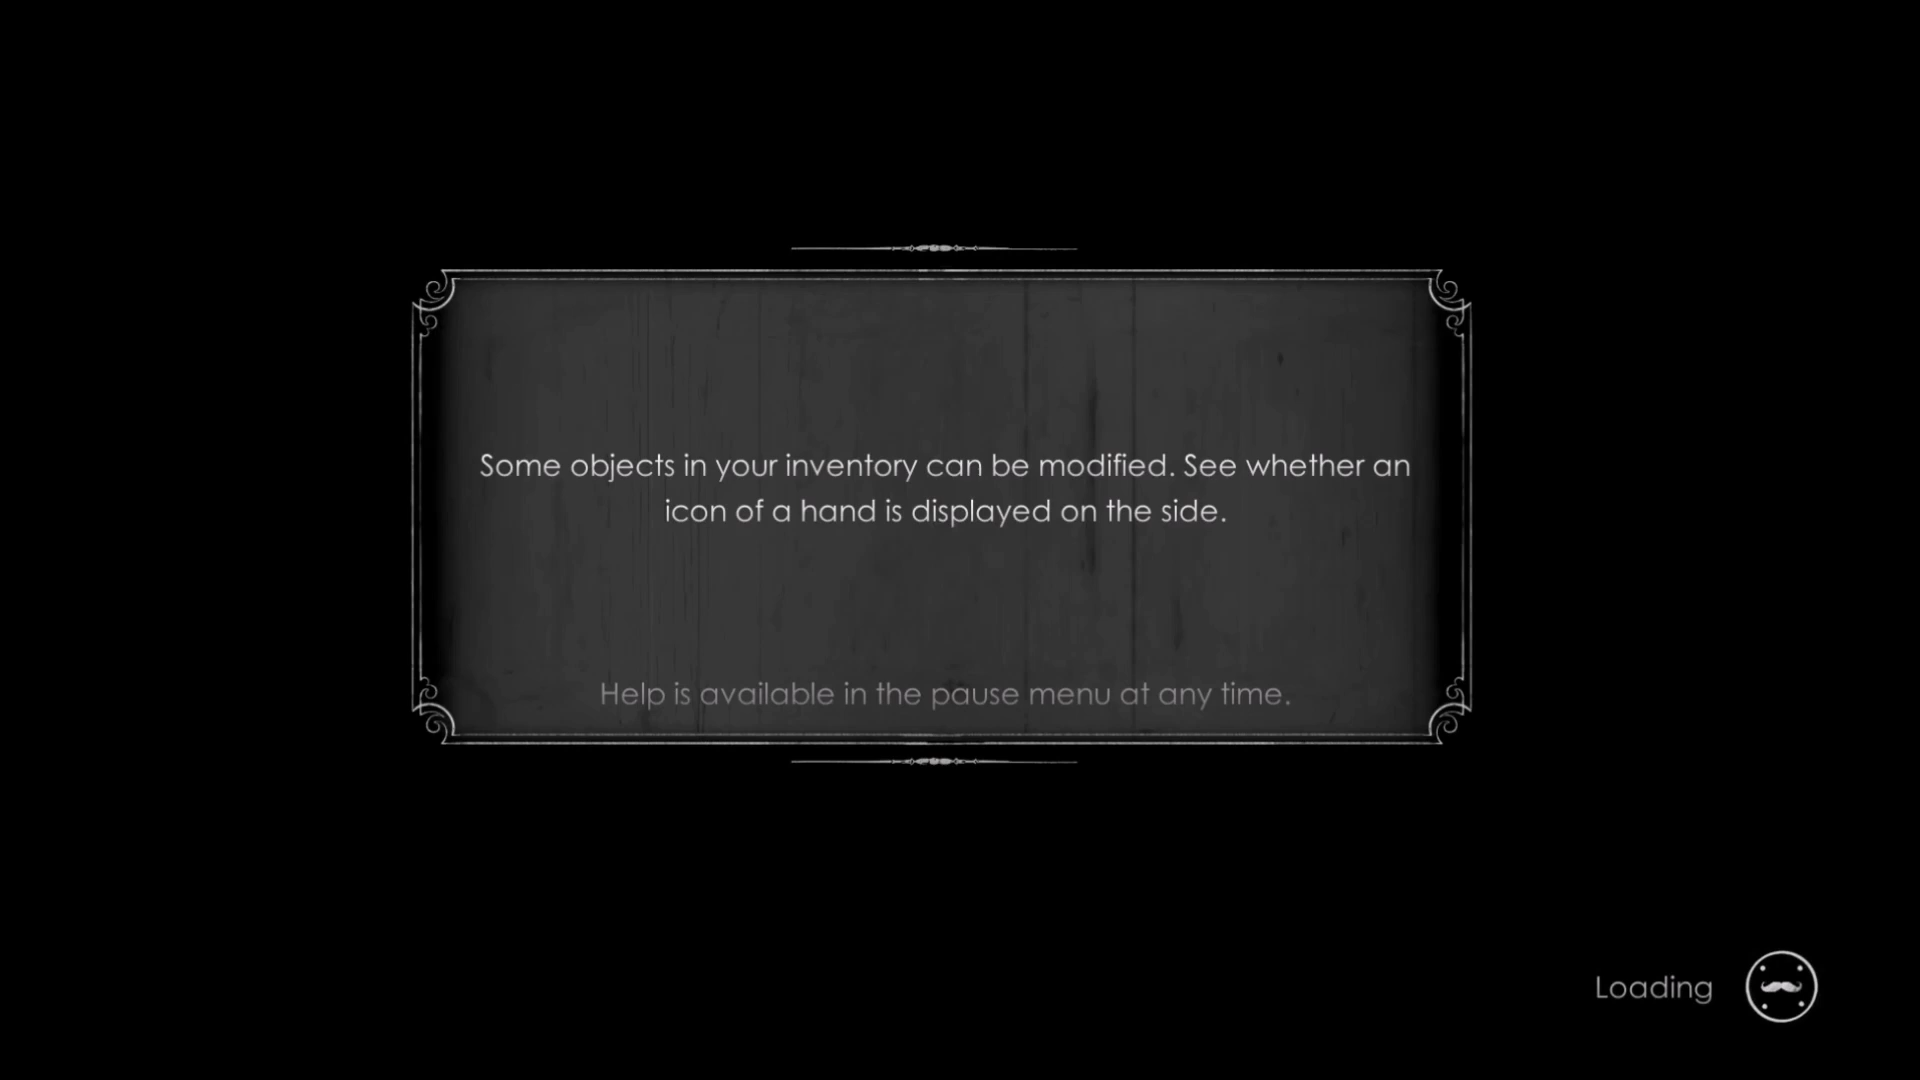 Some objects in your inventory can be modified. See whether an
icon of a hand is displayed on the side.
Help is available in the pause menu at any time.
Loading